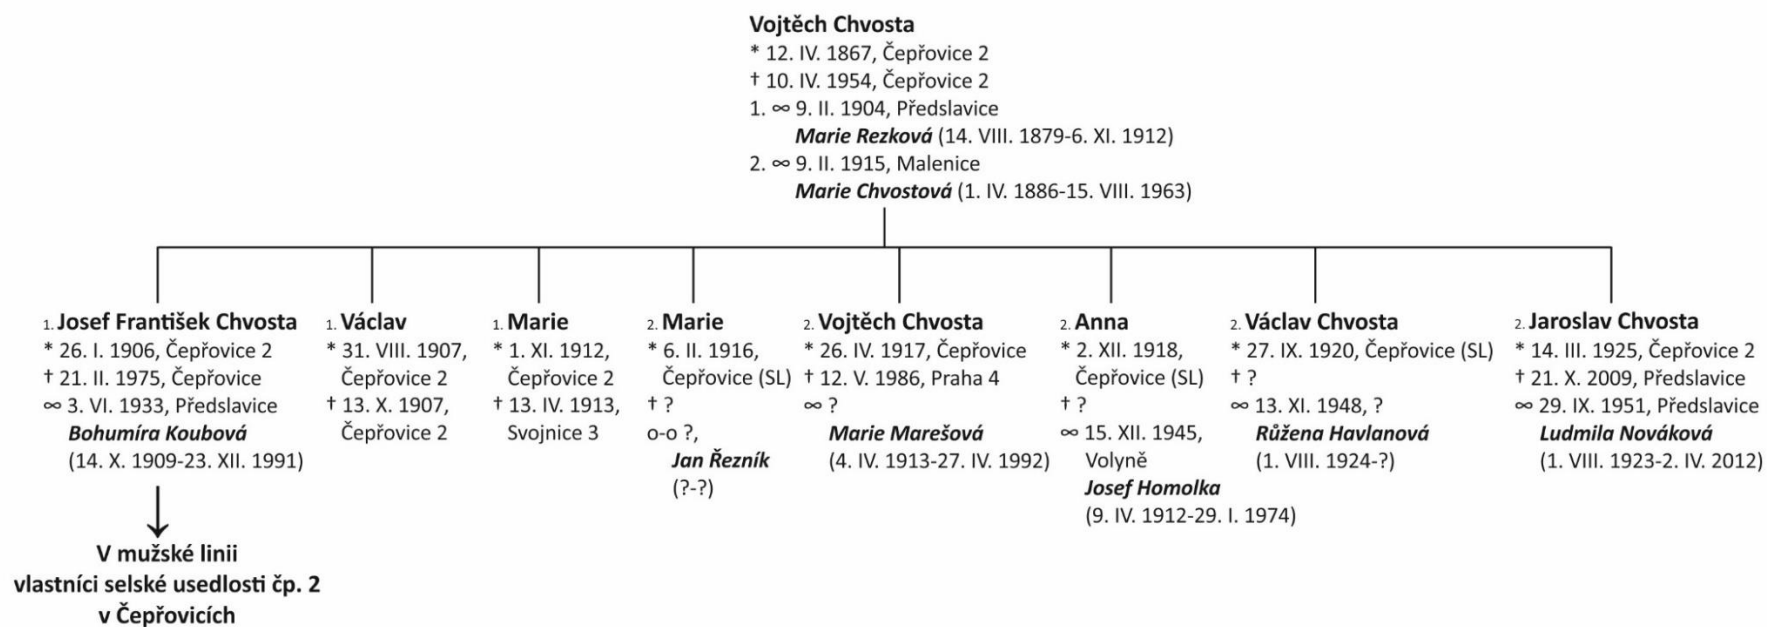 Vojtěch Chvosta
* 12. IV. 1867, Čepřovice 2
† 10. IV. 1954, Čepřovice 2
1. ∞ 9. II. 1904, Předslavice
Marie Rezková (14. VIII. 1879-6. XI. 1912)
2. ∞ 9. II. 1915, Malenice
Marie Chvostová (1. IV. 1886-15. VIII. 1963)
1. Josef František Chvosta
* 26. I. 1906, Čepřovice 2
† 21. II. 1975, Čepřovice
∞ 3. VI. 1933, Předslavice
Bohumíra Koubová
(14. X. 1909-23. XII. 1991)
V mužské linii
vlastníci selské usedlosti čp. 2
v Čepřovicích
1. Václav
* 31. VIII. 1907,
Čepřovice 2
† 13. X. 1907,
Čepřovice 2
1. Marie
* 1. XI. 1912,
Čepřovice 2
† 13. IV. 1913,
Svojnice 3
2. Marie
* 6. II. 1916,
Čepřovice (SL)
† ?
o-o ?,
Jan Řezník
(?-?)
2. Vojtěch Chvosta
* 26. IV. 1917, Čepřovice
† 12. V. 1986, Praha 4
∞ ?
Marie Marešová
(4. IV. 1913-27. IV. 1992)
2. Anna
* 2. XII. 1918,
Čepřovice (SL)
† ?
∞ 15. XII. 1945,
Volyně
Josef Homolka
(9. IV. 1912-29. I. 1974)
2. Václav Chvosta
* 27. IX. 1920, Čepřovice (SL)
† ?
∞ 13. XI. 1948, ?
Růžena Havlanová
(1. VIII. 1924-?)
2. Jaroslav Chvosta
* 14. III. 1925, Čepřovice 2
† 21. X. 2009, Předslavice
∞ 29. IX. 1951, Předslavice
Ludmila Nováková
(1. VIII. 1923-2. IV. 2012)